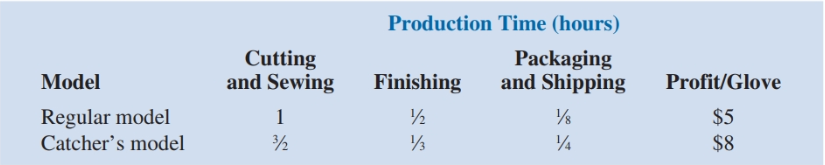 Production Time (hours)
Cutting Packaging
Model and Sewing Finishing and Shipping Profit/Glove
Regular model 1 ½ ⅛ $5
Catcher's model 3⁄2 ⅓ ¼ $8